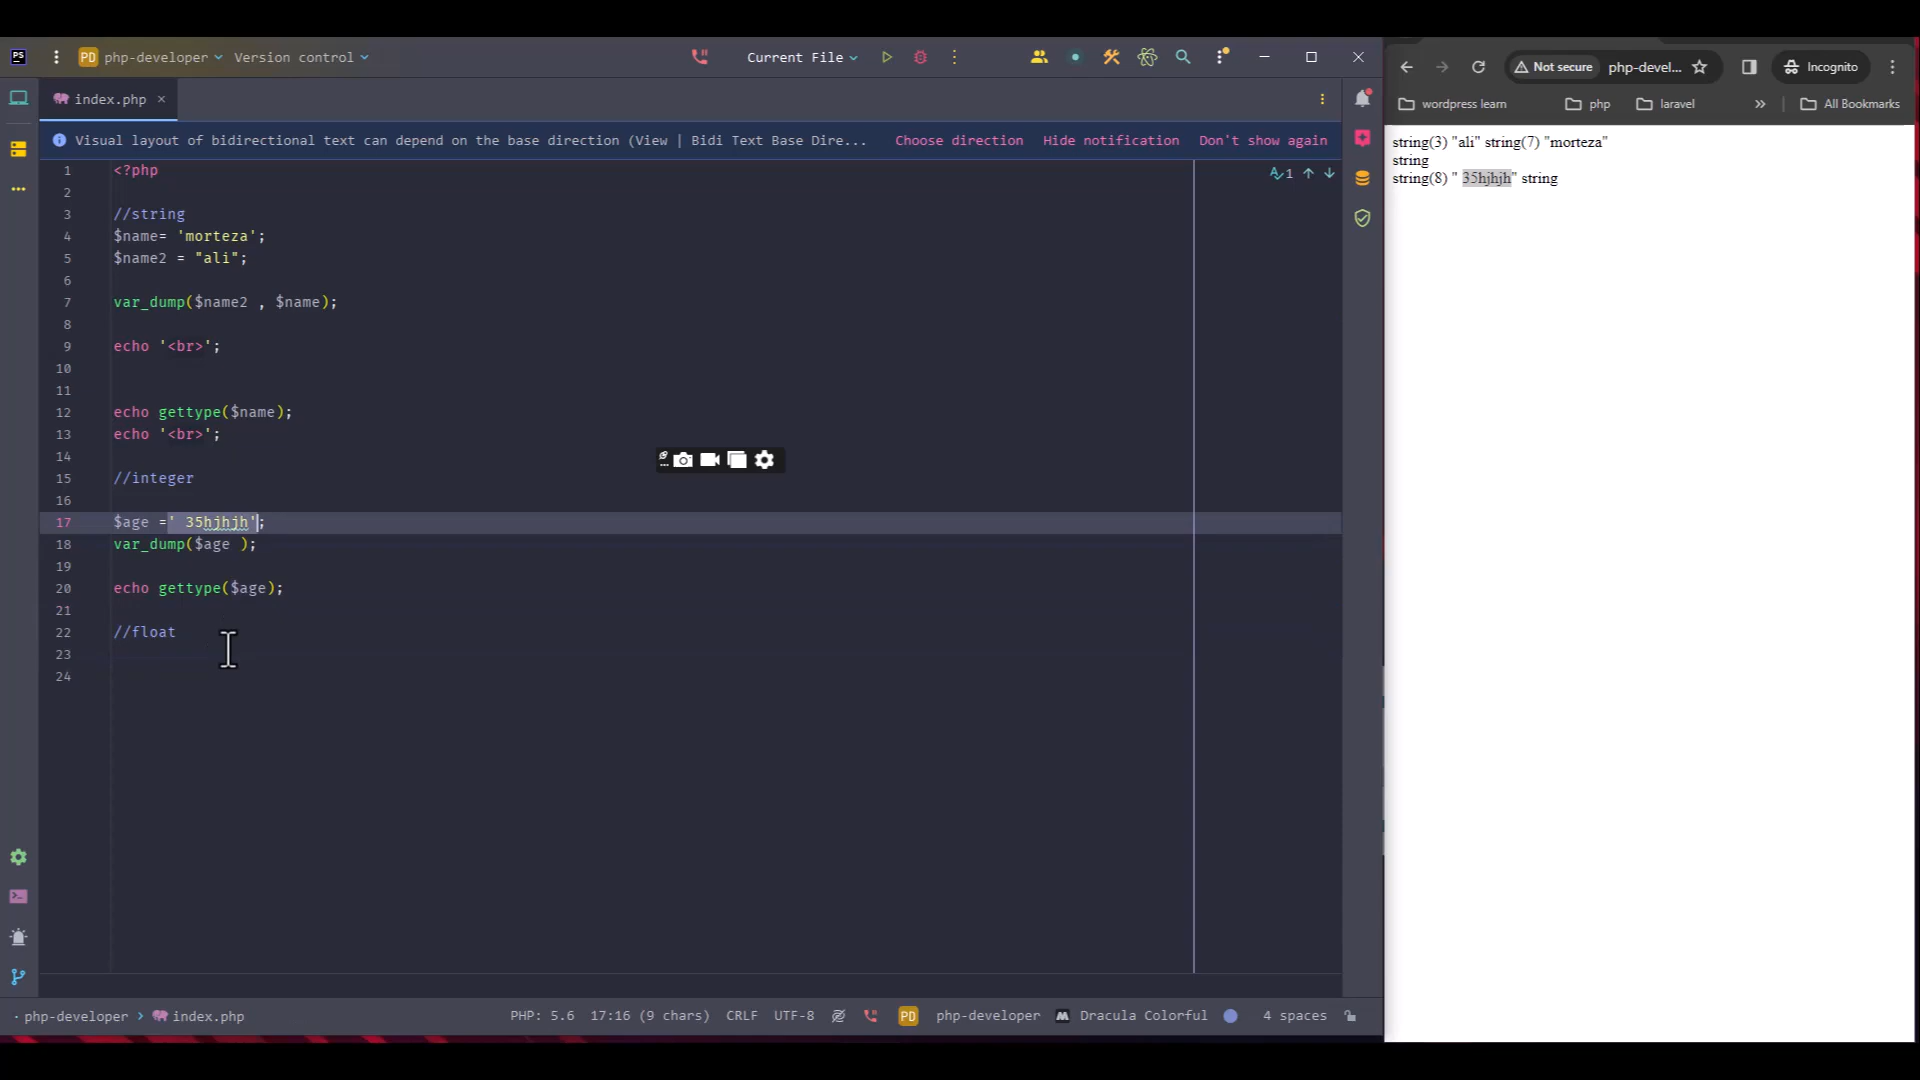 PS
PD php-developer
Version control
Current File
index.php
Visual layout of bidirectional text can depend on the base direction (View | Bidi Text Base Dire... Choose direction Hide notification Don't show again
1 <?php
2
3 //string
4 $name= 'morteza';
5 $name2 = "ali";
6
7 var_dump($name2 , $name);
8
9 echo '<br>';
10
11
12 echo gettype($name);
13 echo '<br>';
14
15 //integer
16
17 $age =' 35hjhjh';
18 var_dump($age );
19
20 echo gettype($age);
21
22 //float
23
24
1
php-developer > index.php
PHP: 5.6 17:16 (9 chars) CRLF UTF-8 PD php-developer Dracula Colorful 4 spaces
Not secure php-devel... Incognito
wordpress learn php laravel » All Bookmarks
string(3) "ali" string(7) "morteza"
string
string(8) " 35hjhjh" string